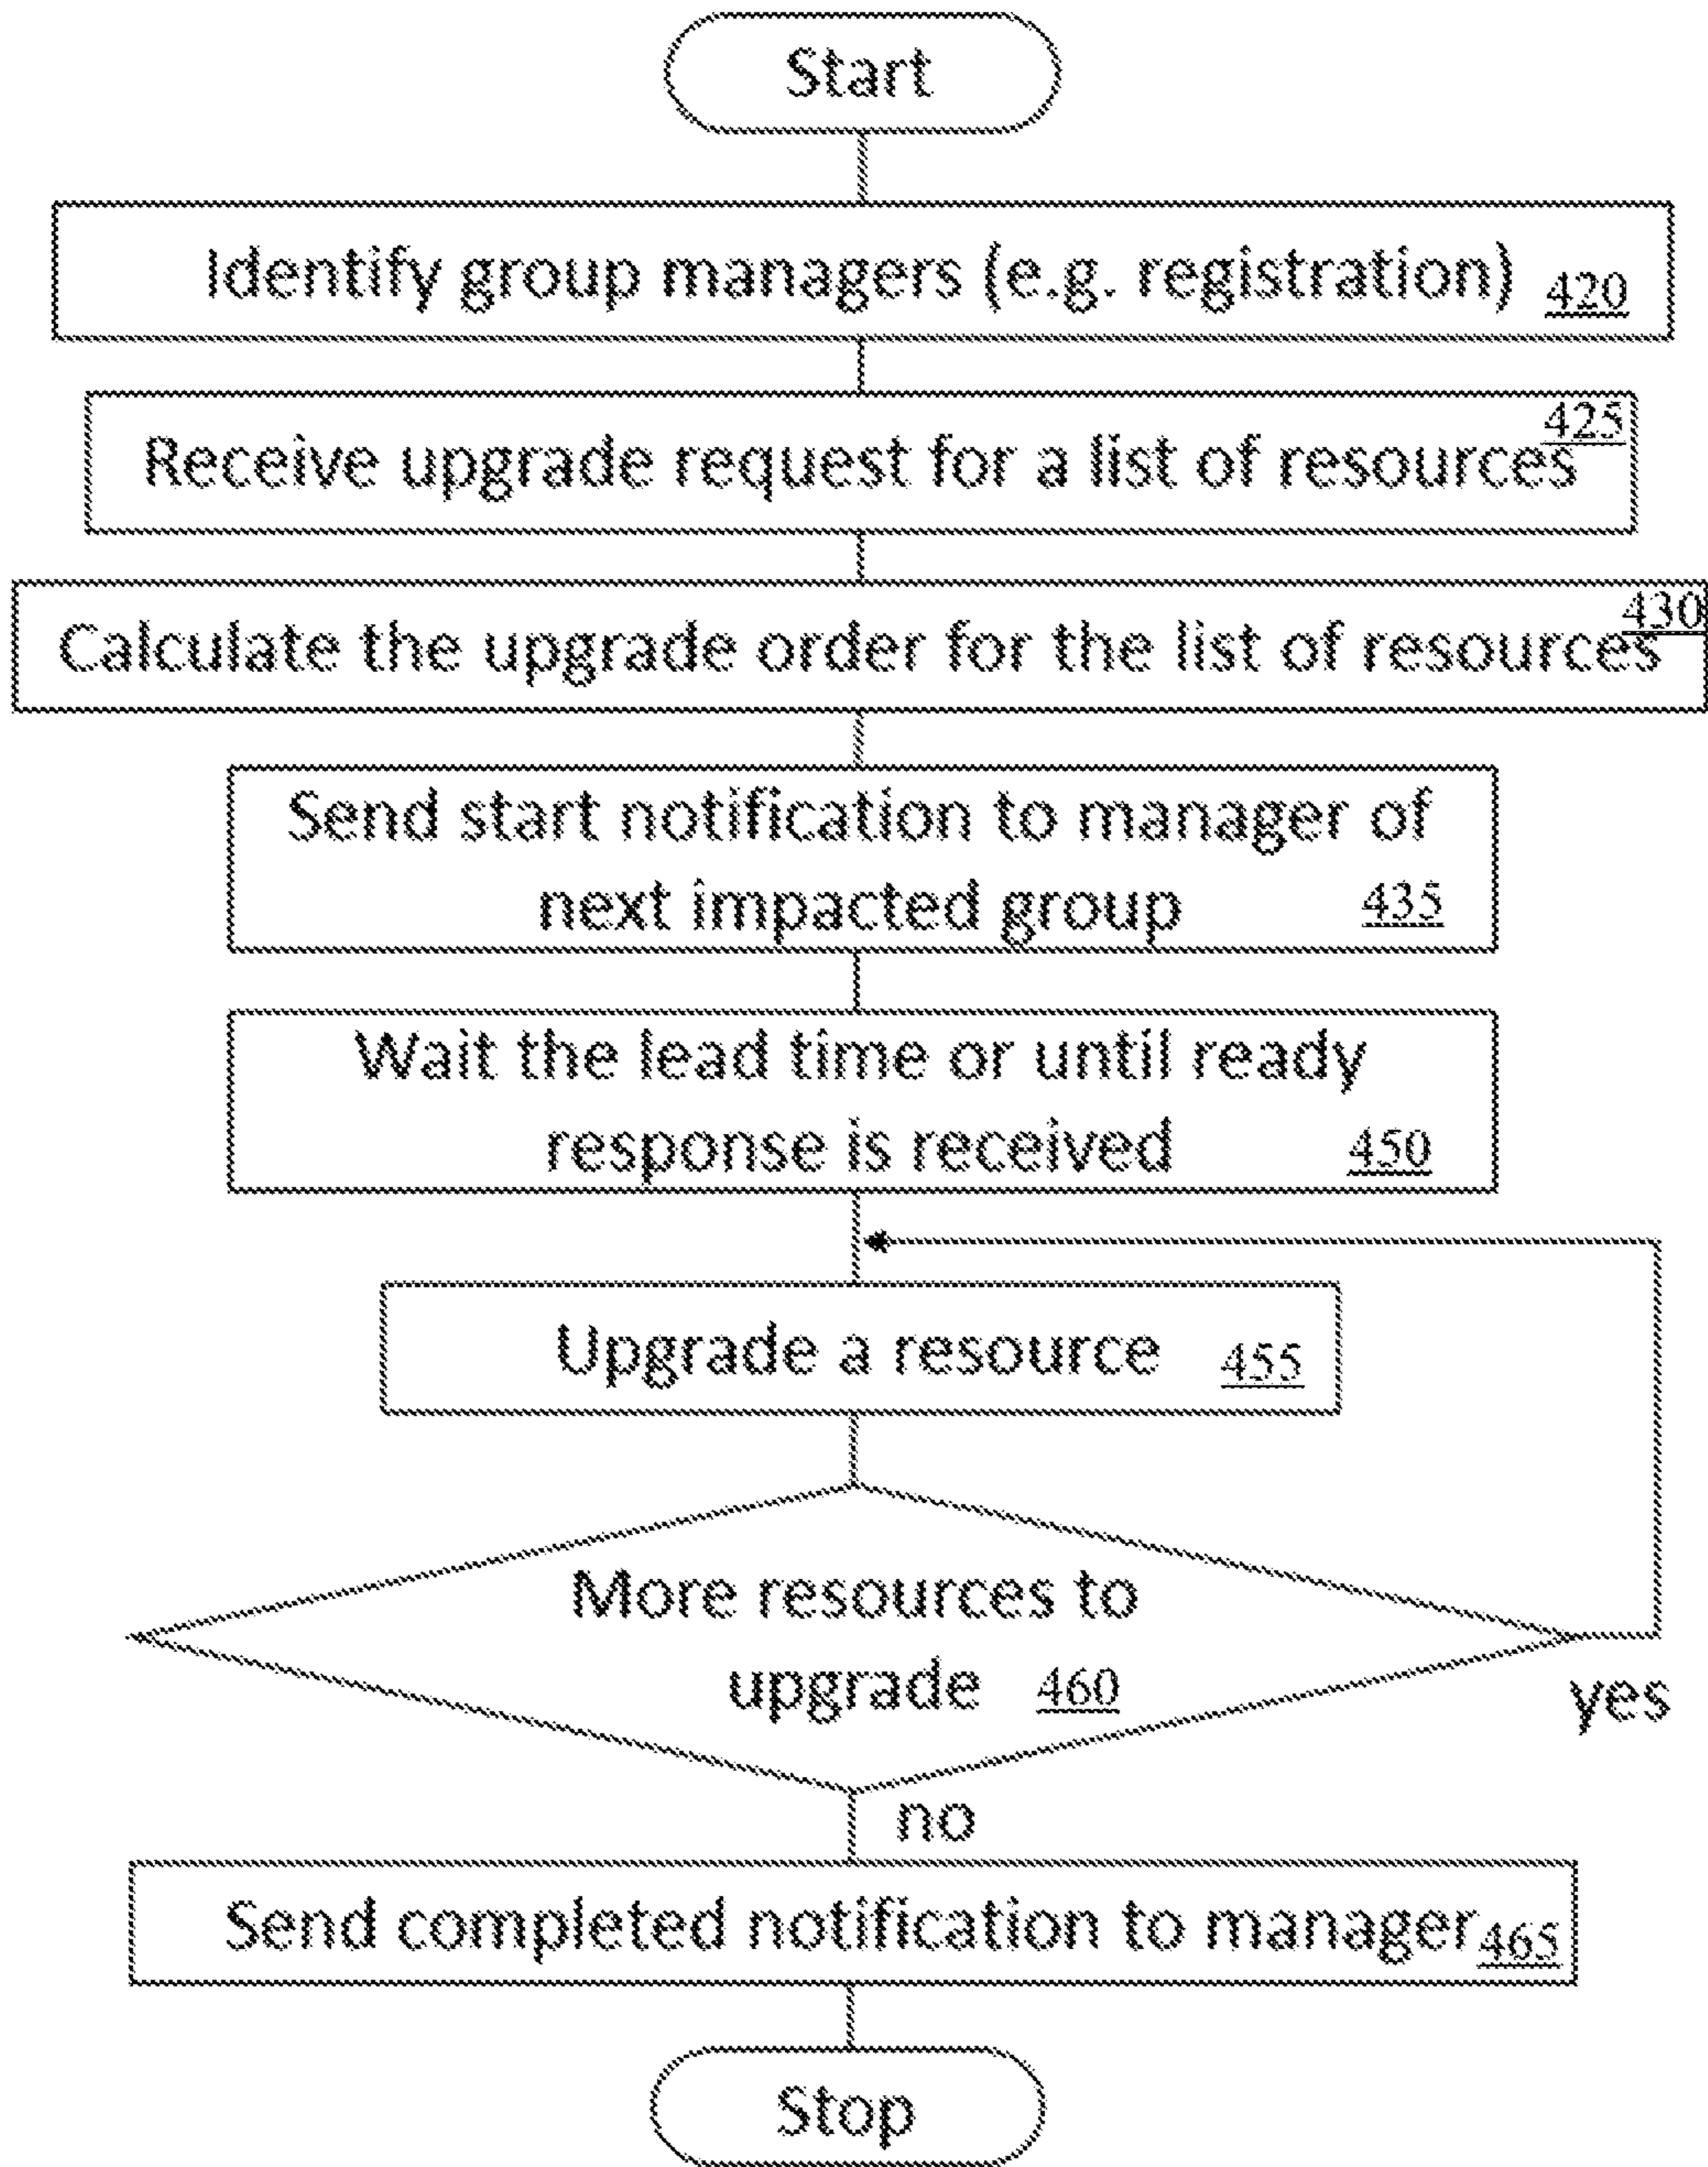 Start
Identify group managers (e.g. registration) 420
425
Receive upgrade request for a list of resources
430
Calculate the upgrade order for the list of resources
Send start notification to manager of
next impacted group 435
Wait the lead time or until ready
response is received 450
Upgrade a resource 455
More resources to
upgrade 460
yes
no
Send completed notification to manager 465
Stop